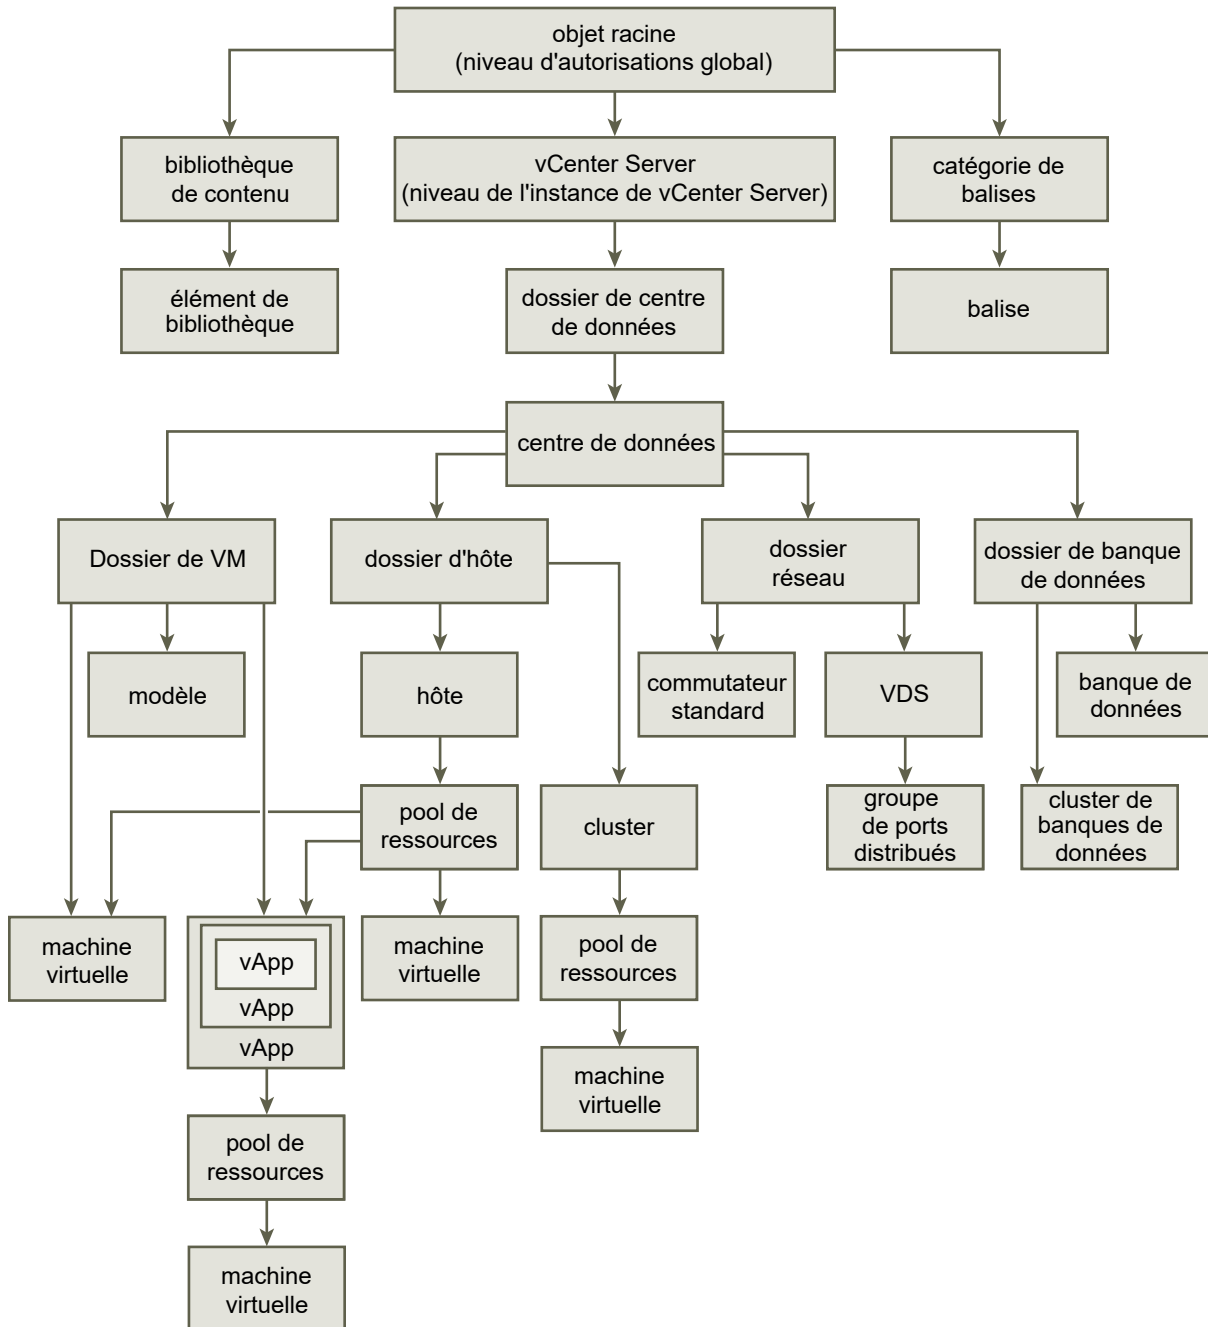 objet racine
(niveau d'autorisations global)
bibliothèque
de contenu
vCenter Server
(niveau de l'instance de vCenter Server)
catégorie de
balises
élément de
bibliothèque
dossier de centre
de données
balise
centre de données
Dossier de VM
dossier d'hôte
dossier
réseau
dossier de banque
de données
modèle
hôte
commutateur
standard
VDS
banque de
données
pool de
ressources
cluster
groupe
de ports
distribués
cluster de
banques de
données
machine
virtuelle
vApp
vApp
vApp
machine
virtuelle
pool de
ressources
machine
virtuelle
pool de
ressources
machine
virtuelle